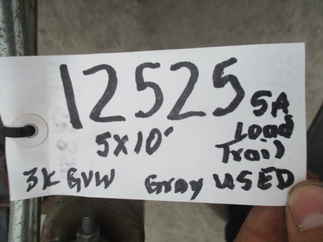 12525 SA
5X10' Load
Trail
3K GVW Gray USED